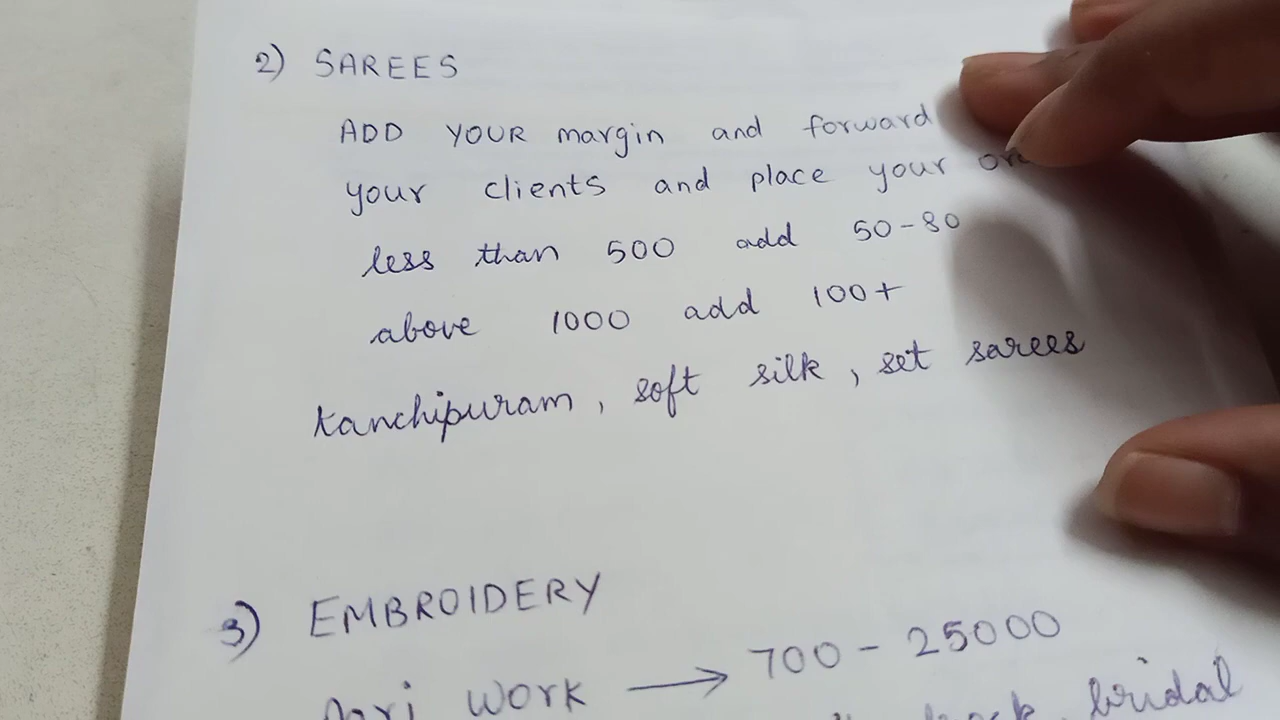 2) SAREES
ADD YOUR margin and forward
your clients and place your
less than 500 add 50-80
above 1000 add 100+
Kanchipuram, soft silk, set sarees
3) EMBROIDERY
work → 700 - 25000
bridal